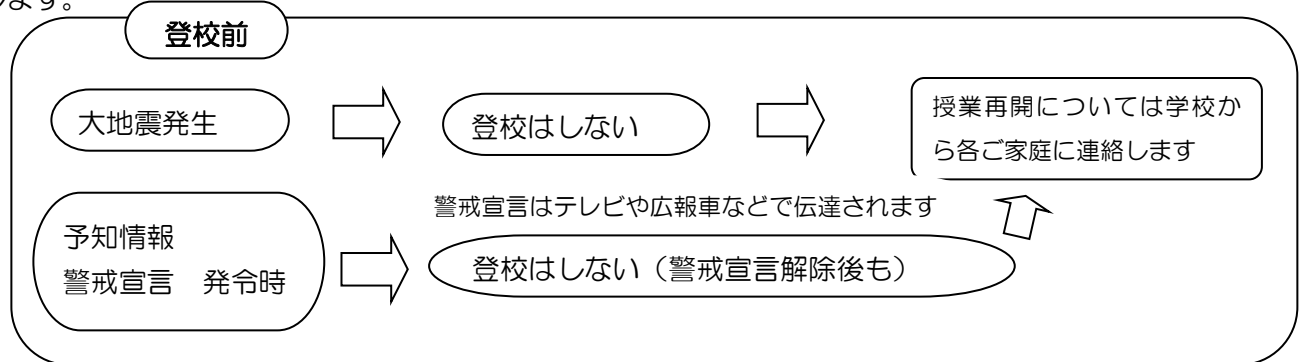 ます。
登校前
大地震発生
登校はしない
授業再開については学校か
ら各ご家庭に連絡します
警戒宣言はテレビや広報車などで伝達されます
予知情報
警戒宣言　発令時
登校はしない（警戒宣言解除後も）